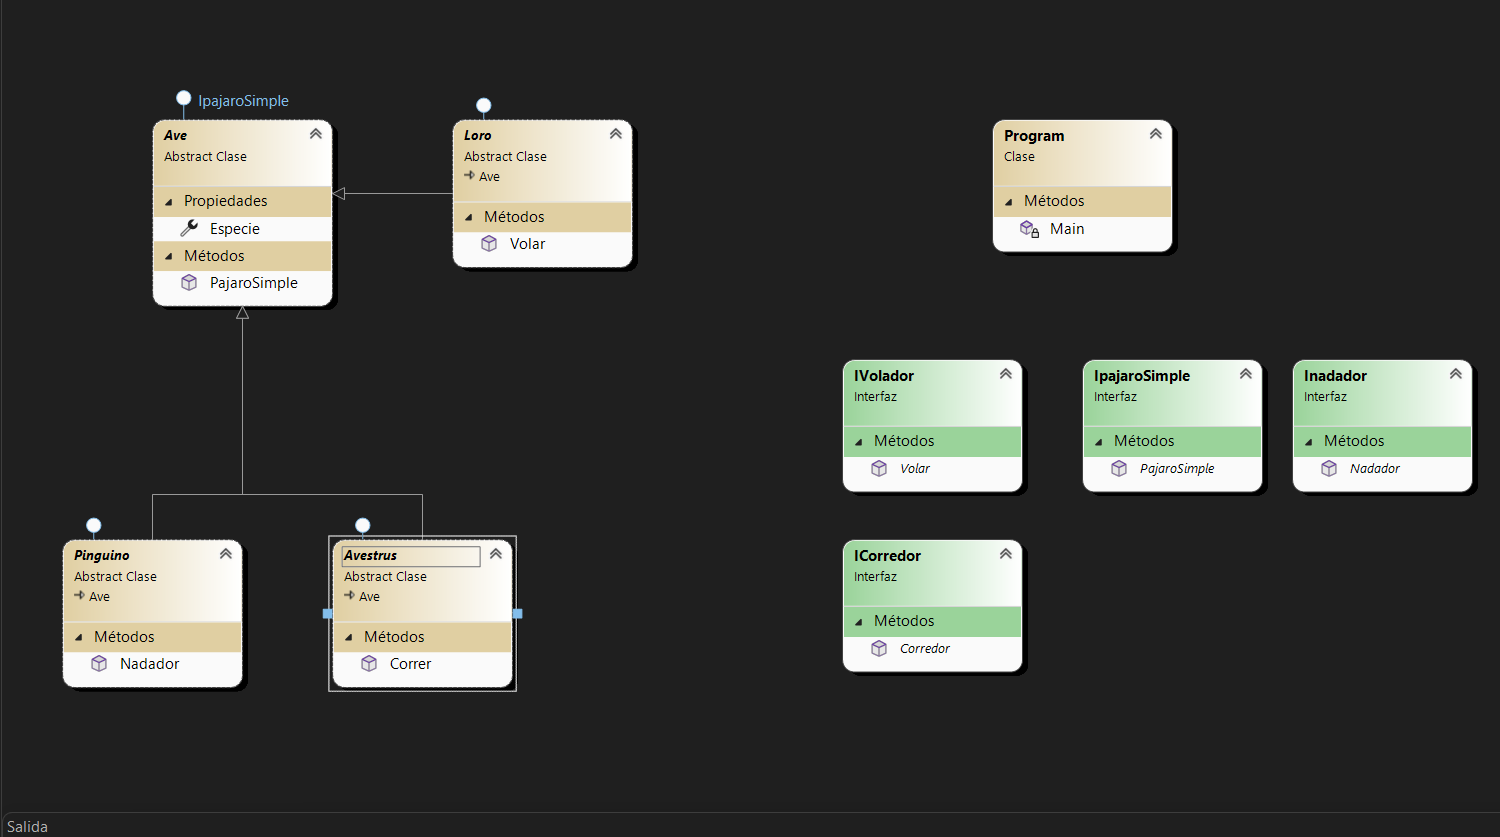 IpajaroSimple
Ave
Abstract Clase
Propiedades
Especie
Métodos
PajaroSimple
Loro
Abstract Clase
Ave
Métodos
Volar
Program
Clase
Métodos
Main
IVolador
Interfaz
Métodos
Volar
IpajaroSimple
Interfaz
Métodos
PajaroSimple
Inadador
Interfaz
Métodos
Nadador
Pinguino
Abstract Clase
Ave
Métodos
Nadador
Avestrus
Abstract Clase
Ave
Métodos
Correr
ICorredor
Interfaz
Métodos
Corredor
Salida